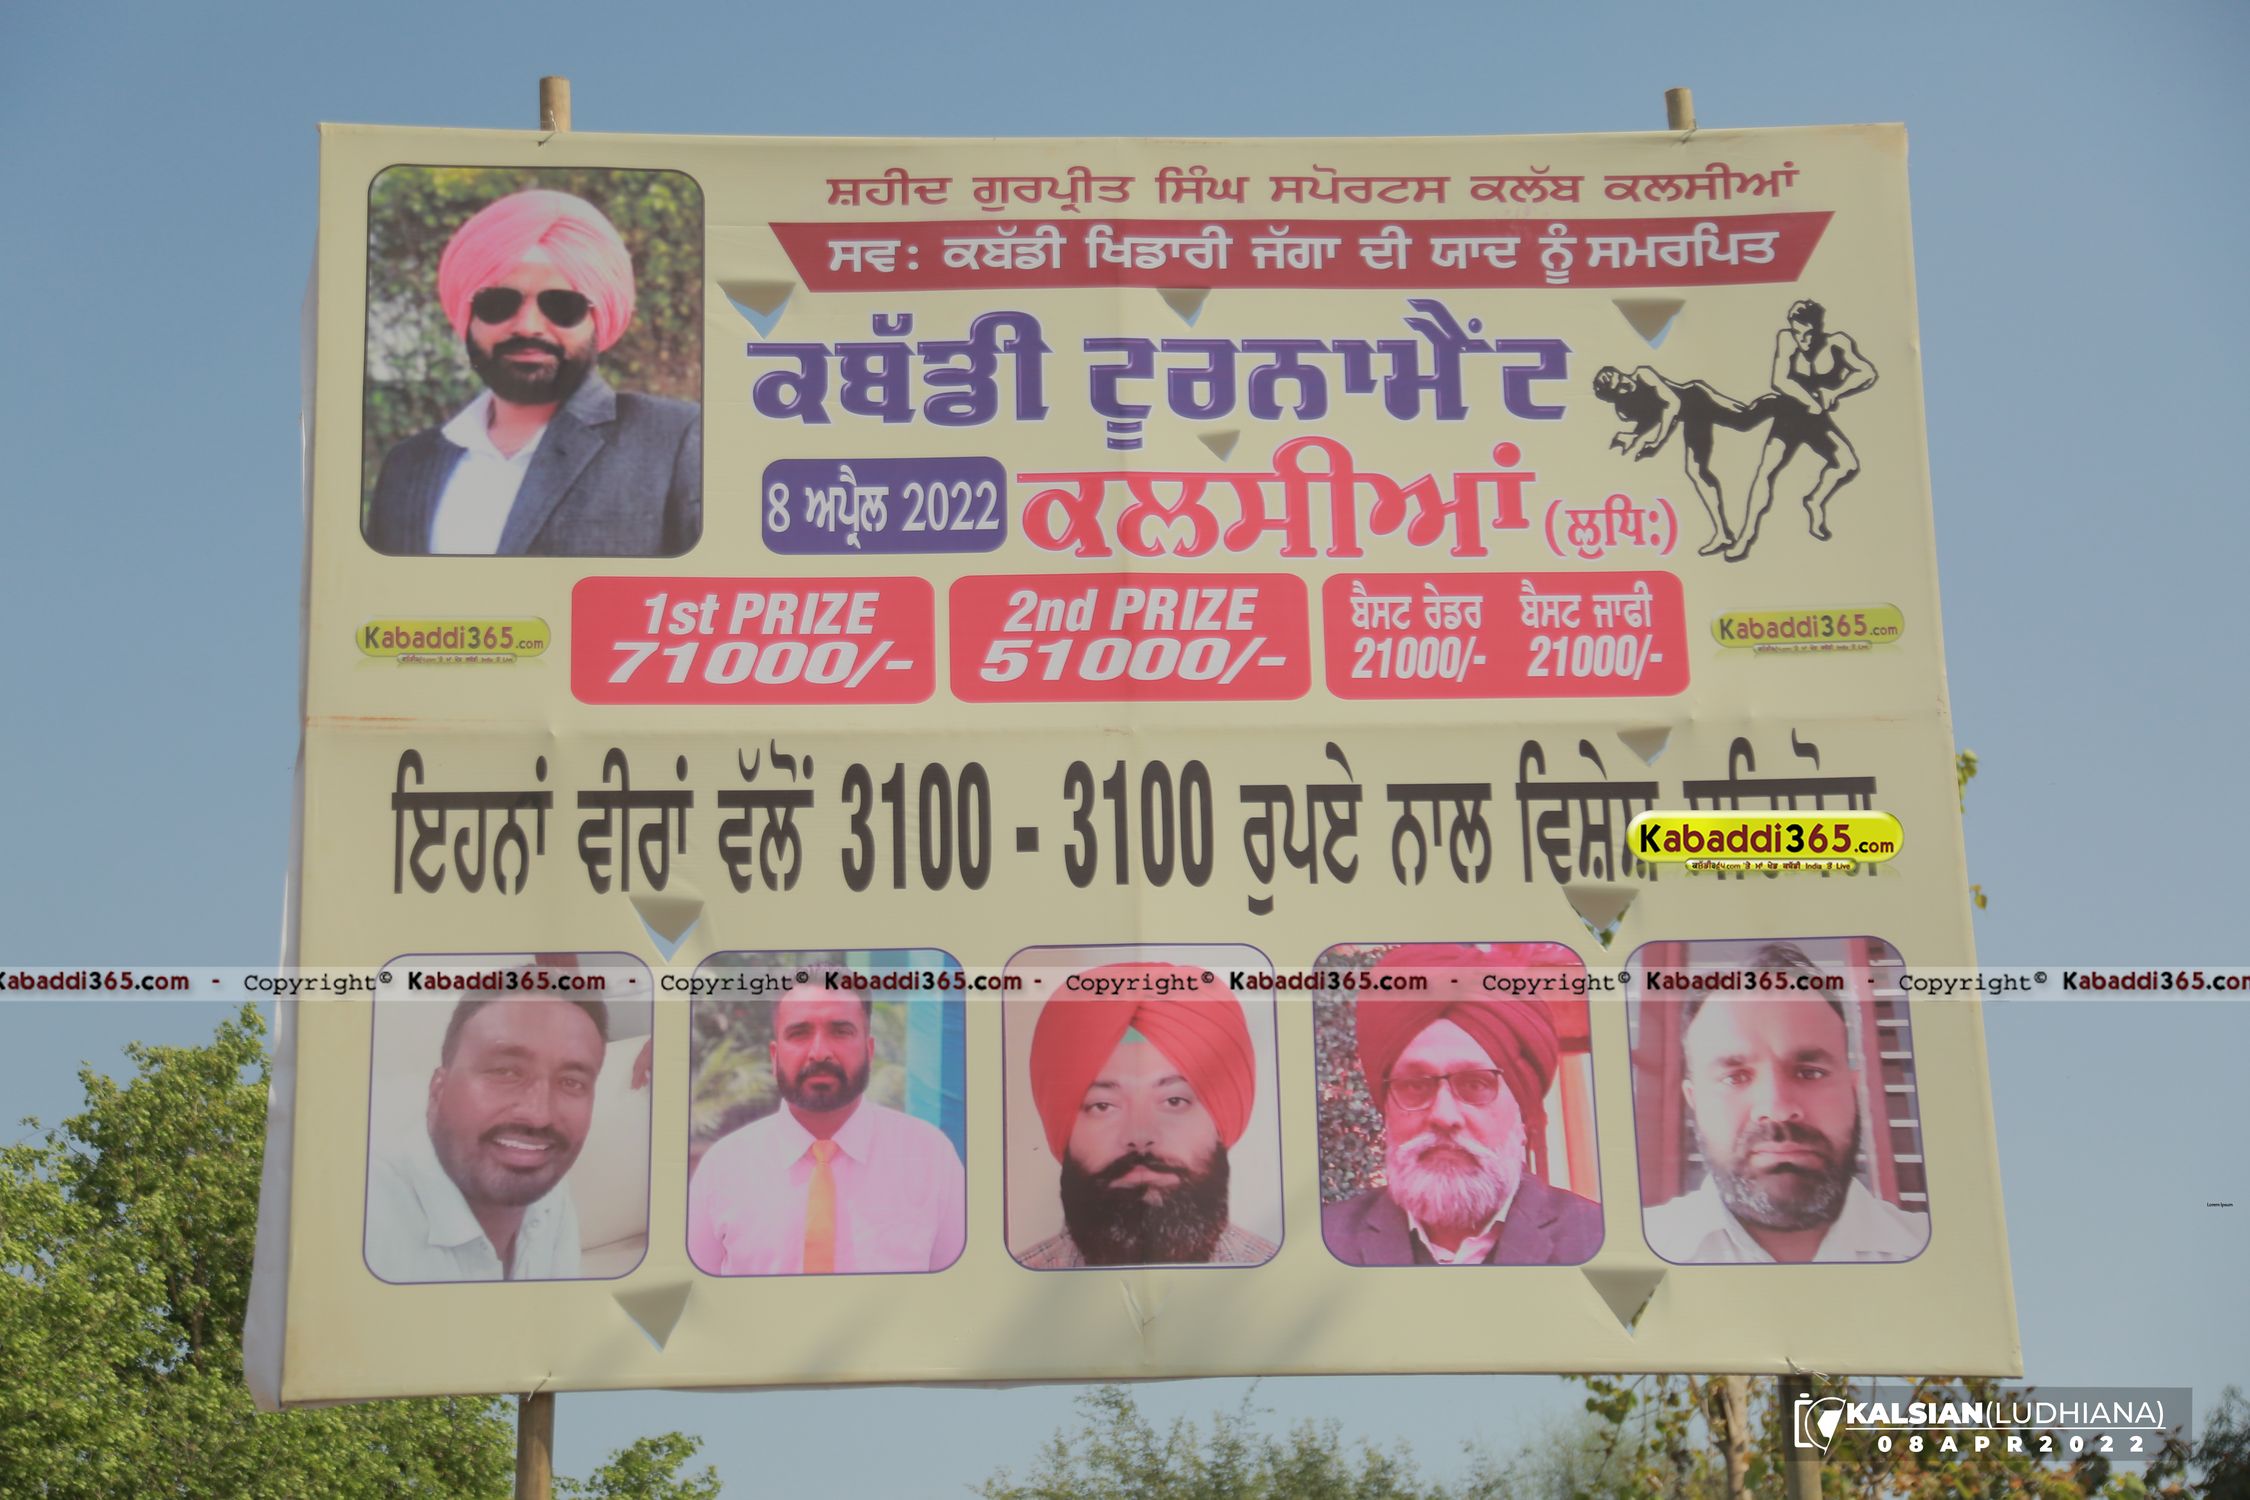 ਸ਼ਹੀਦ ਗੁਰਪ੍ਰੀਤ ਸਿੰਘ ਸਪੋਰਟਸ ਕਲੱਬ ਕਲਸੀਆਂ
ਸਵ: ਕਬੱਡੀ ਖਿਡਾਰੀ ਜੱਗਾ ਦੀ ਯਾਦ ਨੂੰ ਸਮਰਪਿਤ
ਕਬੱਡੀ ਟੂਰਨਾਮੈਂਟ
8 ਅਪ੍ਰੈਲ 2022 ਕਲਸੀਆਂ (ਲੁਧਿ:)
1st PRIZE
71000/-
2nd PRIZE
51000/-
ਬੈਸਟ ਰੇਡਰ ਬੈਸਟ ਜਾਫੀ
21000/- 21000/-
Kabaddi365.com
Kabaddi365.com
ਇਹਨਾਂ ਵੀਰਾਂ ਵੱਲੋਂ 3100 - 3100 ਰੁਪਏ ਨਾਲ ਵਿਸ਼ੇਸ਼
Kabaddi365.com
Kabaddi365.com - Copyright© Kabaddi365.com - Copyright© Kabaddi365.com - Copyright© Kabaddi365.com - Copyright© Kabaddi365.com - Copyright© Kabaddi365.com
Lorem Ipsum
KALSIAN(LUDHIANA)
08APR2022